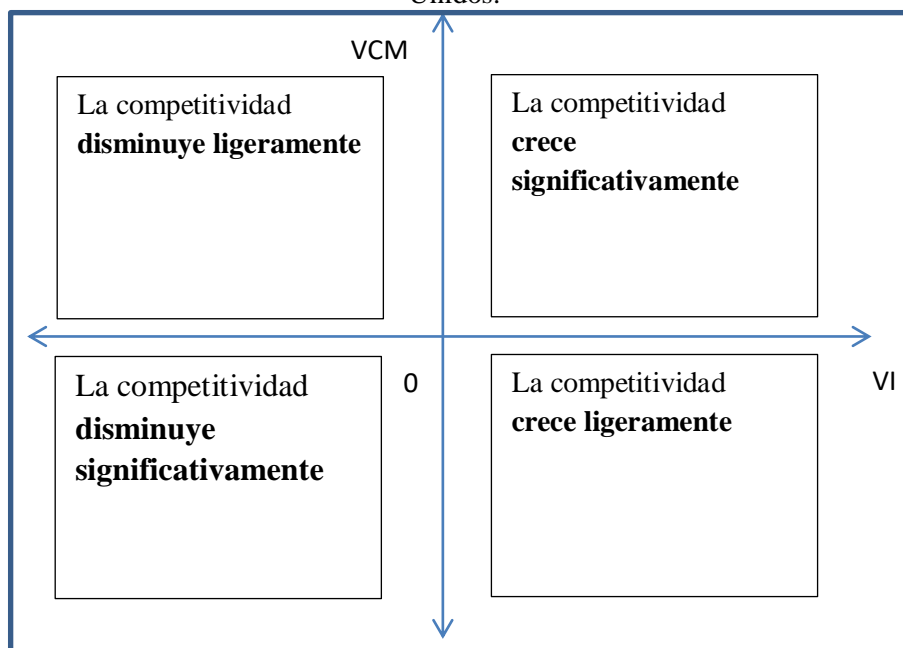 Unidos.
VCM
La competitividad
disminuye ligeramente
La competitividad
crece
significativamente
La competitividad
disminuye
significativamente
0
La competitividad
crece ligeramente
VI